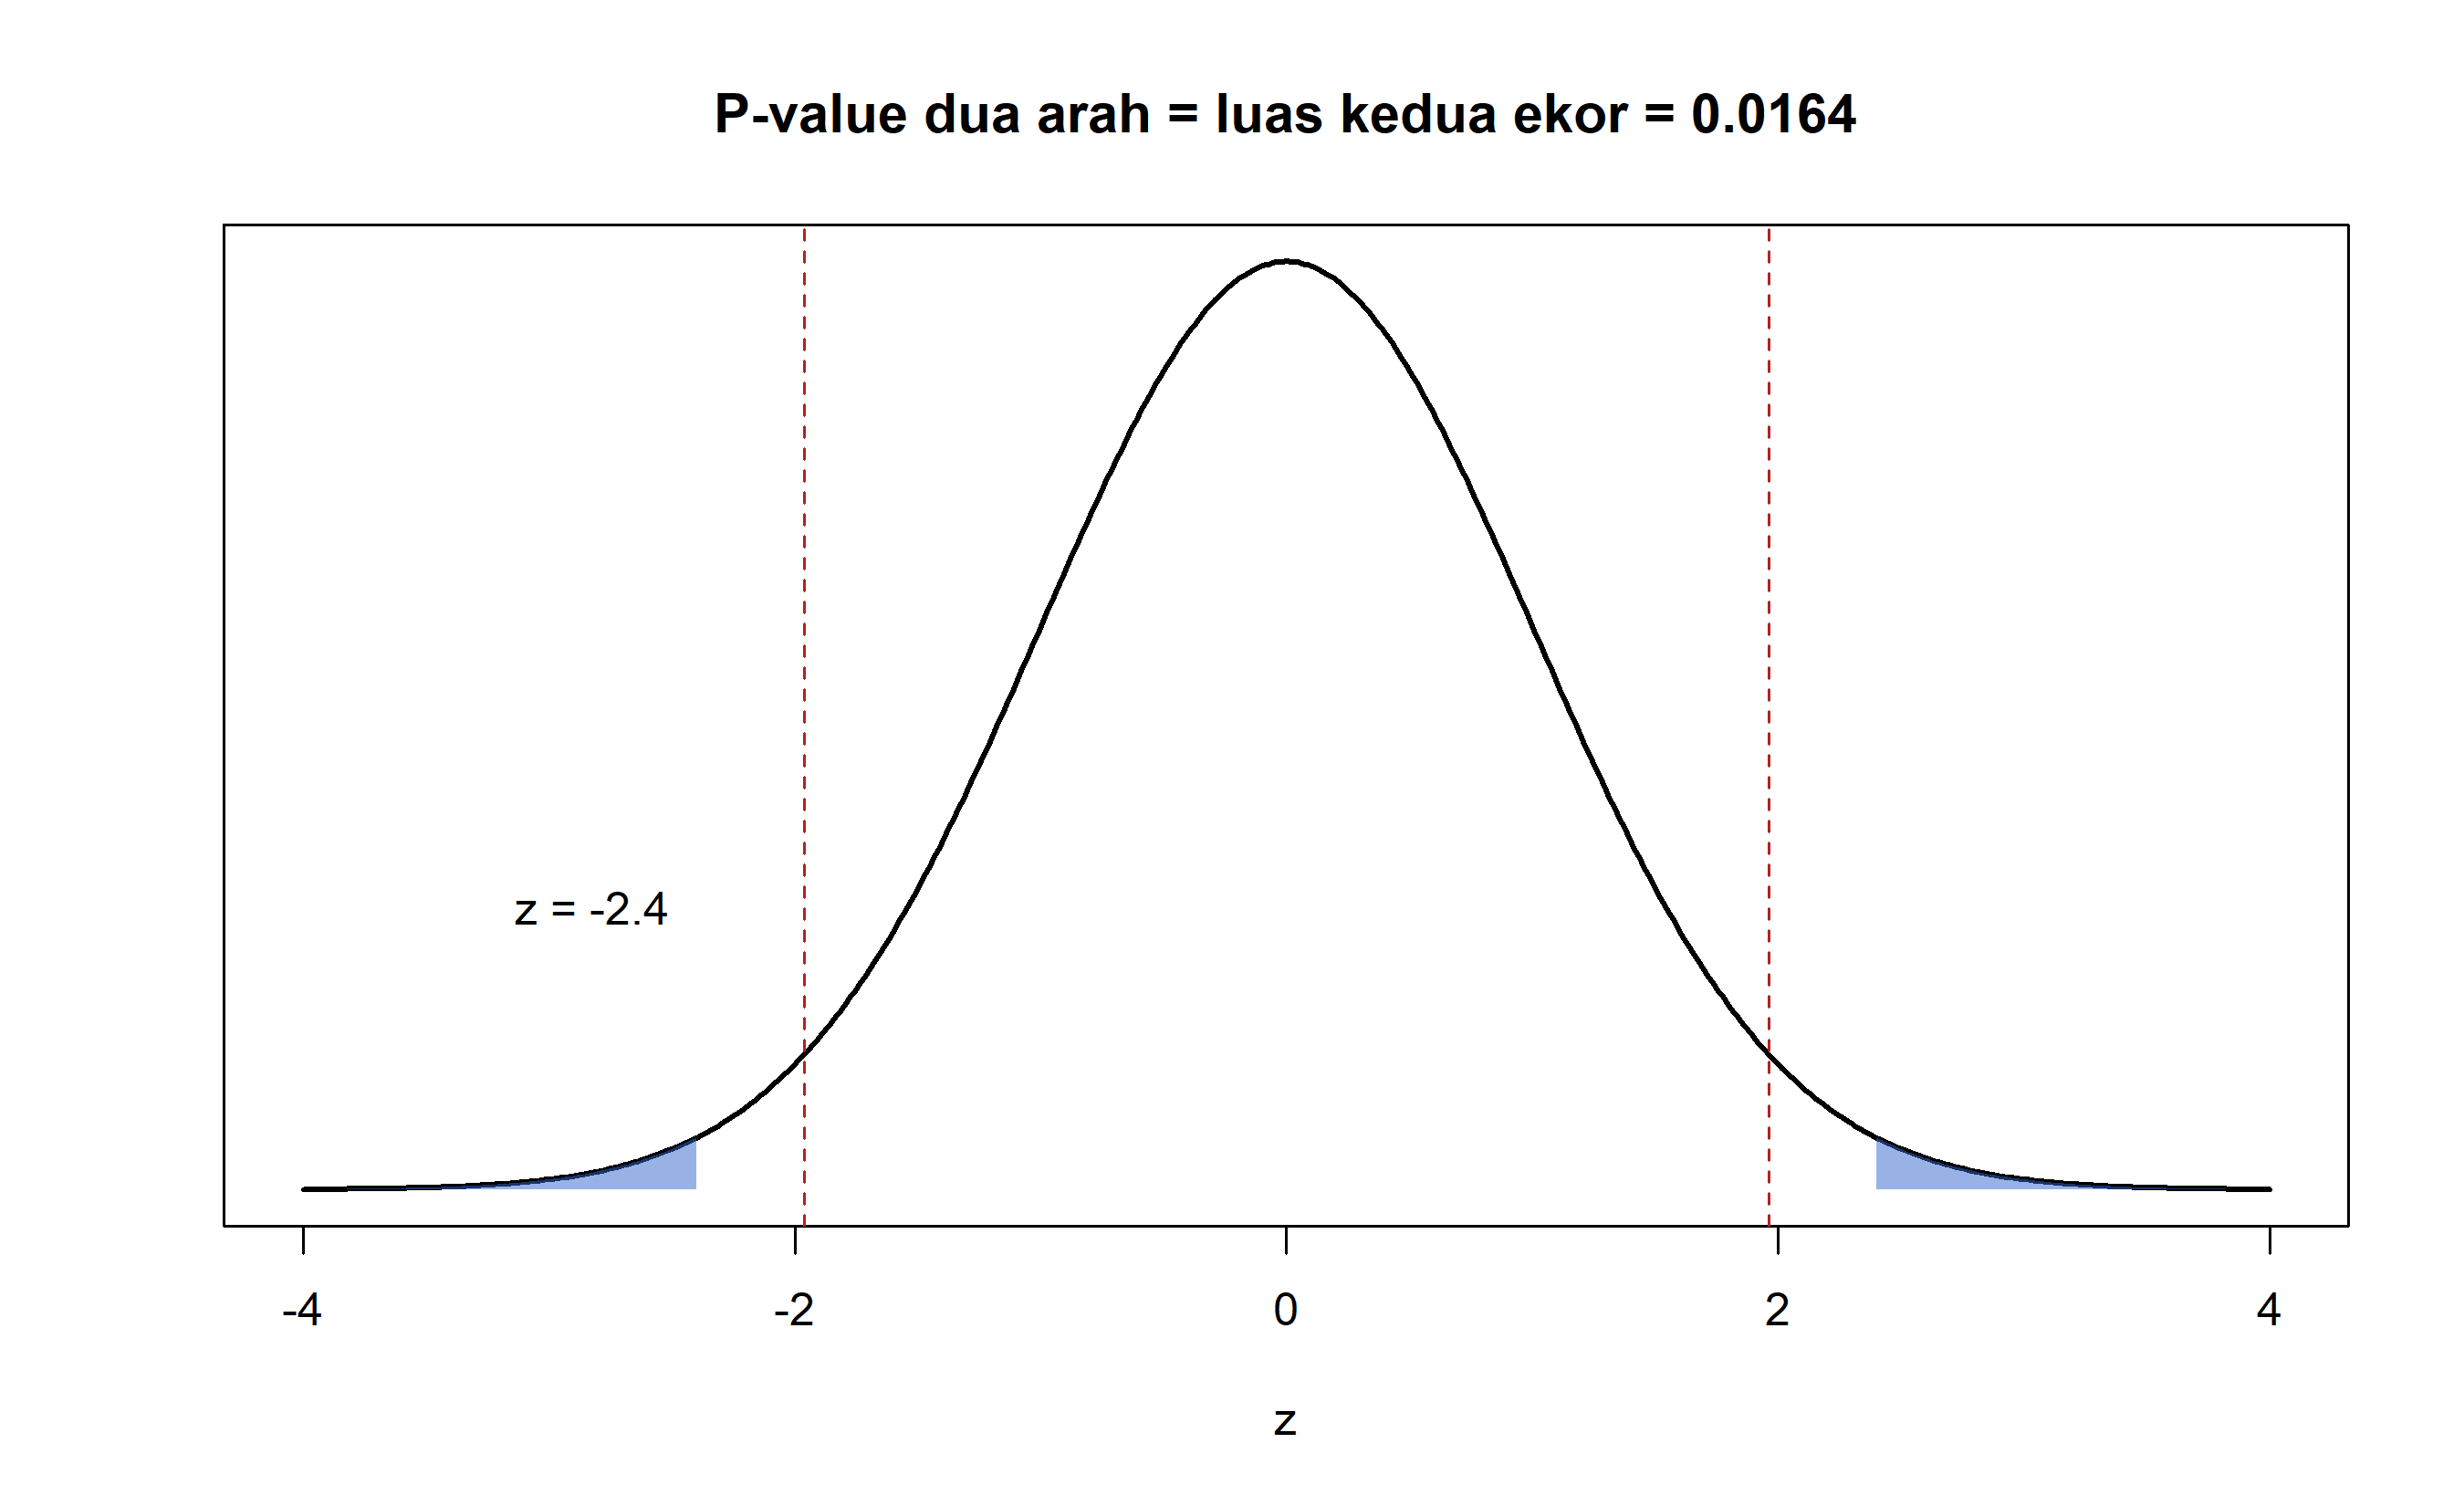 P-value dua arah = luas kedua ekor = 0.0164
z = -2.4
-4 -2 0 2 4
z